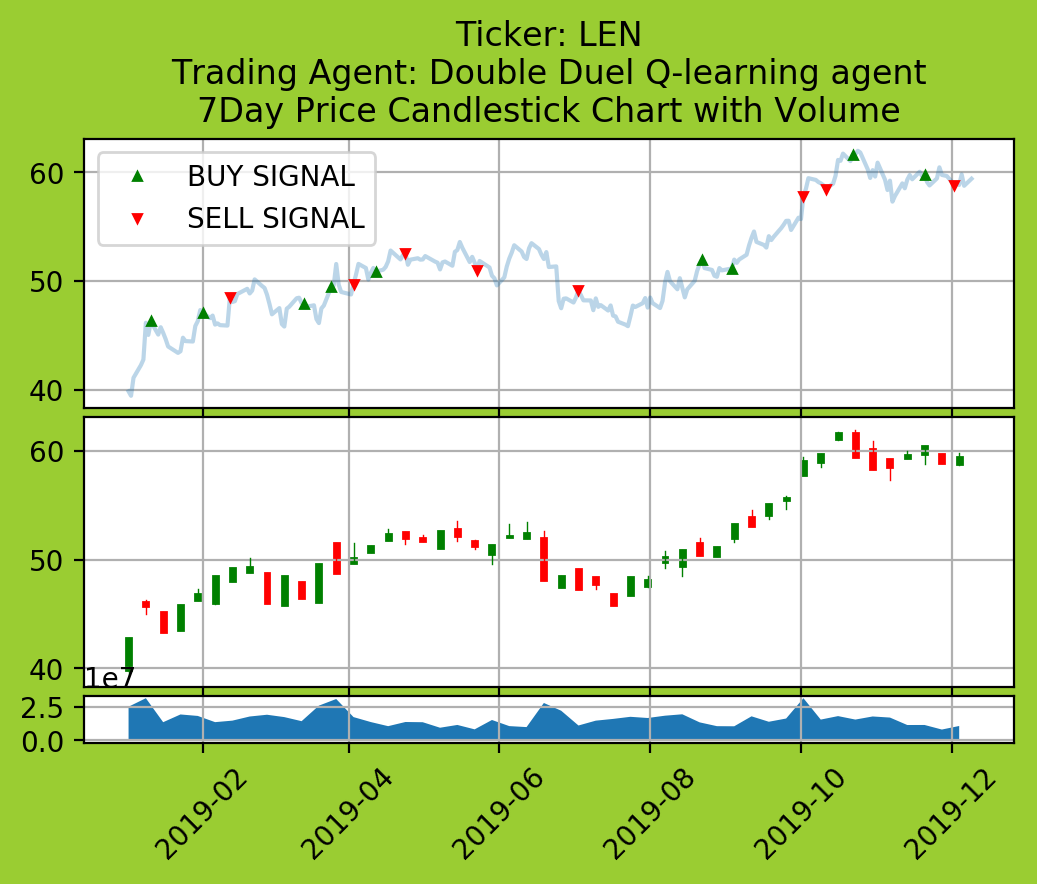 Ticker: LEN
Trading Agent: Double Duel Q-learning agent
7Day Price Candlestick Chart with Volume
BUY SIGNAL
SELL SIGNAL
60
50
40
60
50
40
1e7
2.5
0.0
2019-02
2019-04
2019-06
2019-08
2019-10
2019-12